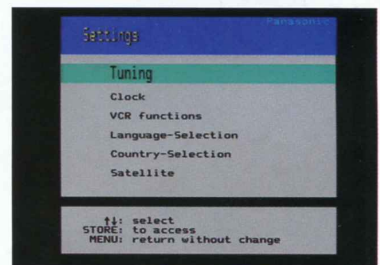 Panasonic
Settings
Tuning
Clock
VCR functions
Language-Selection
Country-Selection
Satellite
↑↓: select
STORE: to access
MENU: return without change